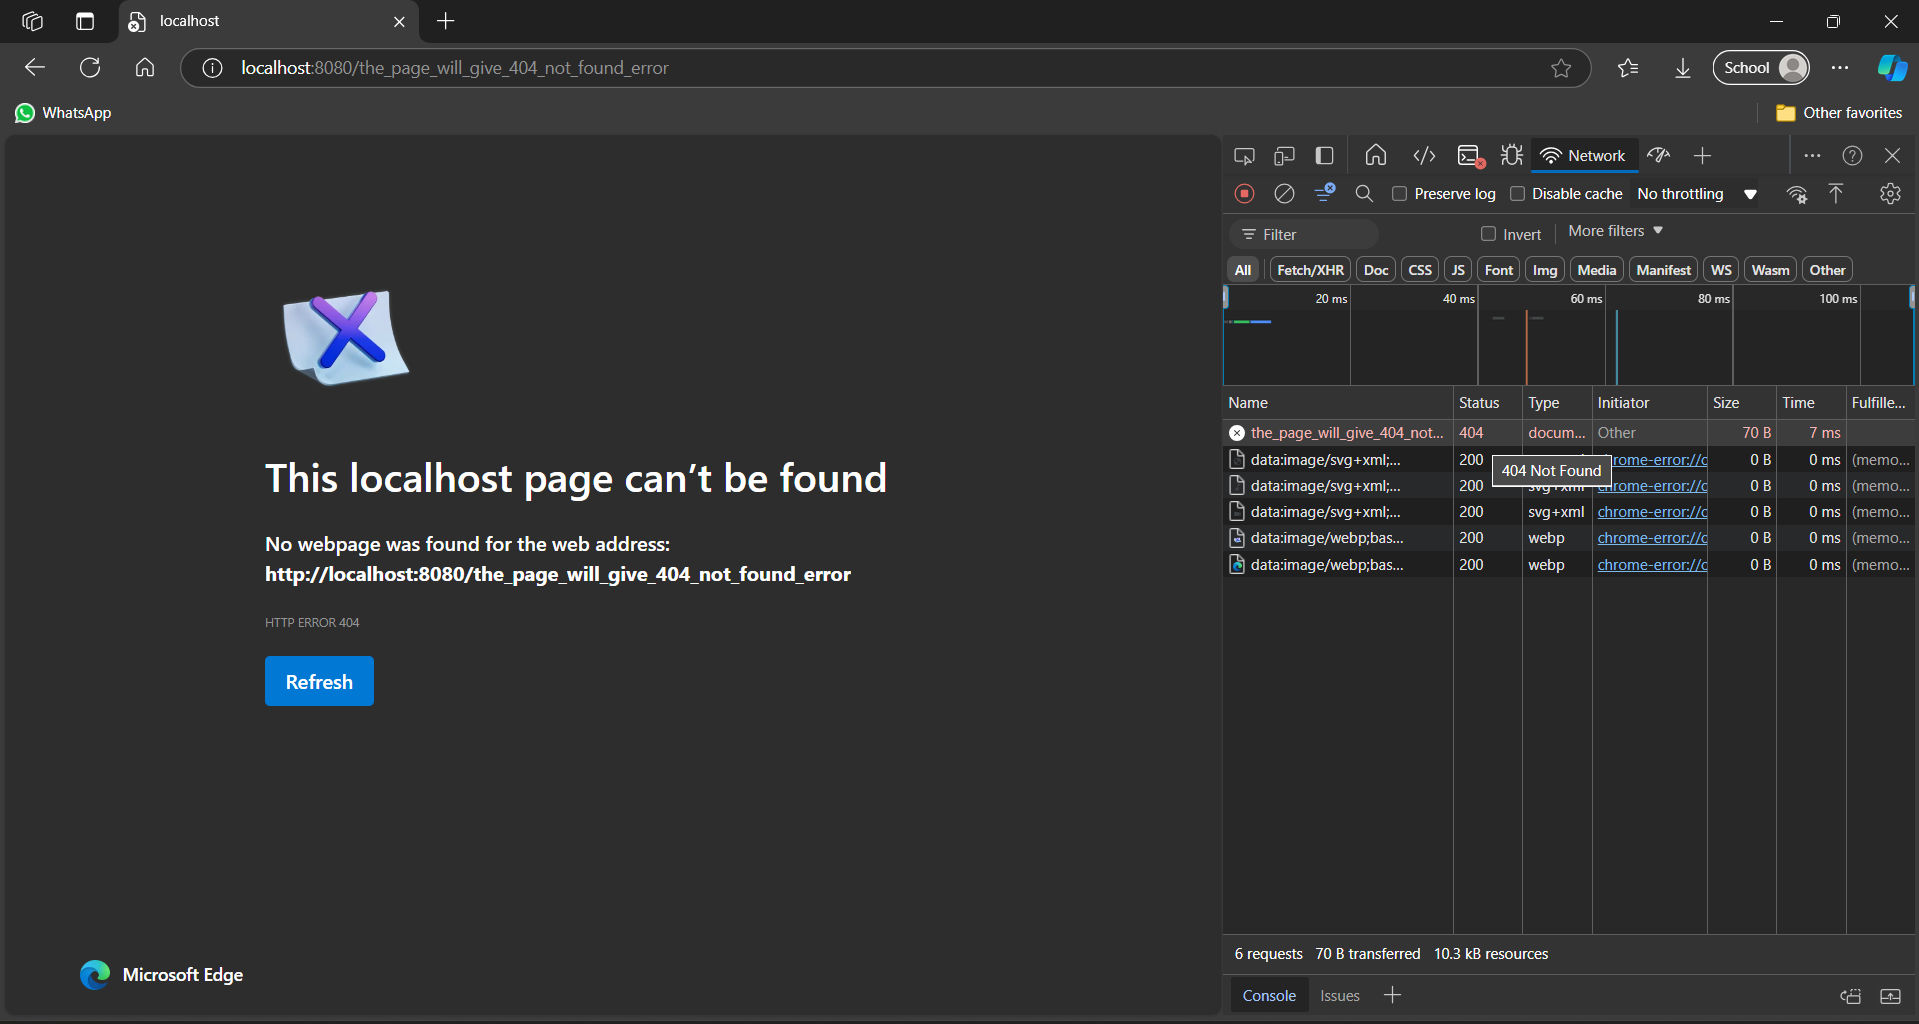 localhost
localhost:8080/the_page_will_give_404_not_found_error
School
WhatsApp
Other favorites
This localhost page can’t be found
No webpage was found for the web address:
http://localhost:8080/the_page_will_give_404_not_found_error
HTTP ERROR 404
Refresh
Microsoft Edge
Network
Preserve log Disable cache No throttling
Filter Invert More filters
All Fetch/XHR Doc CSS JS Font Img Media Manifest WS Wasm Other
20 ms 40 ms 60 ms 80 ms 100 ms
Name Status Type Initiator Size Time Fulfille...
the_page_will_give_404_not... 404 docum... Other 70 B 7 ms
data:image/svg+xml;... 200 rome-error://c 0 B 0 ms (memo...
404 Not Found
data:image/svg+xml;... 200 svg+xml chrome-error://c 0 B 0 ms (memo...
data:image/svg+xml;... 200 svg+xml chrome-error://c 0 B 0 ms (memo...
data:image/webp;bas... 200 webp chrome-error://c 0 B 0 ms (memo...
data:image/webp;bas... 200 webp chrome-error://c 0 B 0 ms (memo...
6 requests 70 B transferred 10.3 kB resources
Console Issues